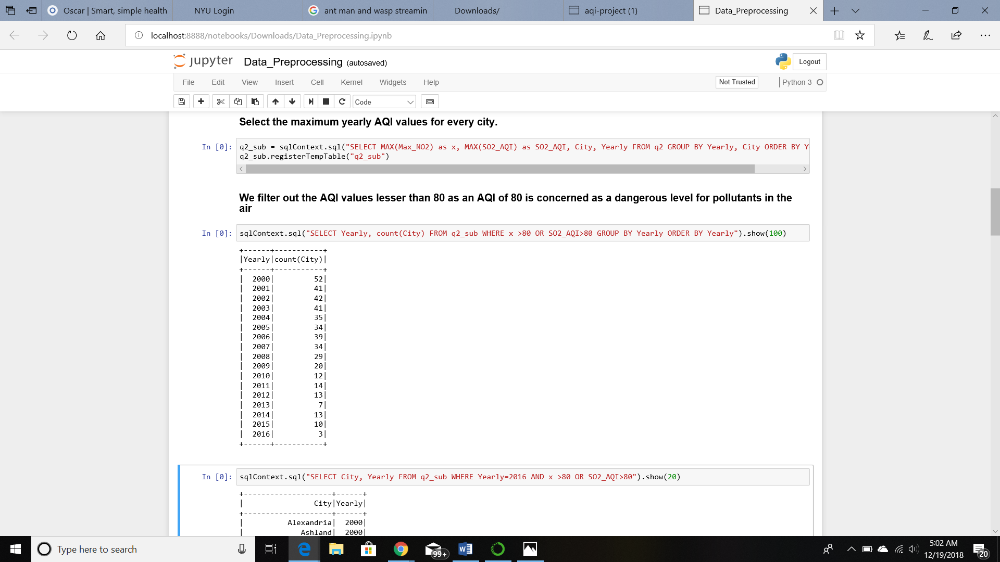 Oscar | Smart, simple health
NYU Login
ant man and wasp streamin
Downloads/
aqi-project (1)
Data_Preprocessing
localhost:8888/notebooks/Downloads/Data_Preprocessing.ipynb
jupyter Data_Preprocessing (autosaved)
Logout
File Edit View Insert Cell Kernel Widgets Help
Not Trusted
Python 3
Code
Select the maximum yearly AQI values for every city.
In [0]: q2_sub = sqlContext.sql("SELECT MAX(Max_NO2) as x, MAX(SO2_AQI) as SO2_AQI, City, Yearly FROM q2 GROUP BY Yearly, City ORDER BY Y
q2_sub.registerTempTable("q2_sub")
We filter out the AQI values lesser than 80 as an AQI of 80 is concerned as a dangerous level for pollutants in the
air
In [0]: sqlContext.sql("SELECT Yearly, count(City) FROM q2_sub WHERE x >80 OR SO2_AQI>80 GROUP BY Yearly ORDER BY Yearly").show(100)
+------+-----------+
|Yearly|count(City)|
+------+-----------+
|  2000|         52|
|  2001|         41|
|  2002|         42|
|  2003|         41|
|  2004|         35|
|  2005|         34|
|  2006|         39|
|  2007|         34|
|  2008|         29|
|  2009|         20|
|  2010|         12|
|  2011|         14|
|  2012|         13|
|  2013|          7|
|  2014|         13|
|  2015|         10|
|  2016|          3|
+------+-----------+
In [0]: sqlContext.sql("SELECT City, Yearly FROM q2_sub WHERE Yearly=2016 AND x >80 OR SO2_AQI>80").show(20)
+--------------------+------+
|                City|Yearly|
+--------------------+------+
|          Alexandria|  2000|
|             Ashland|  2000|
Type here to search
99+
5:02 AM
12/19/2018
20